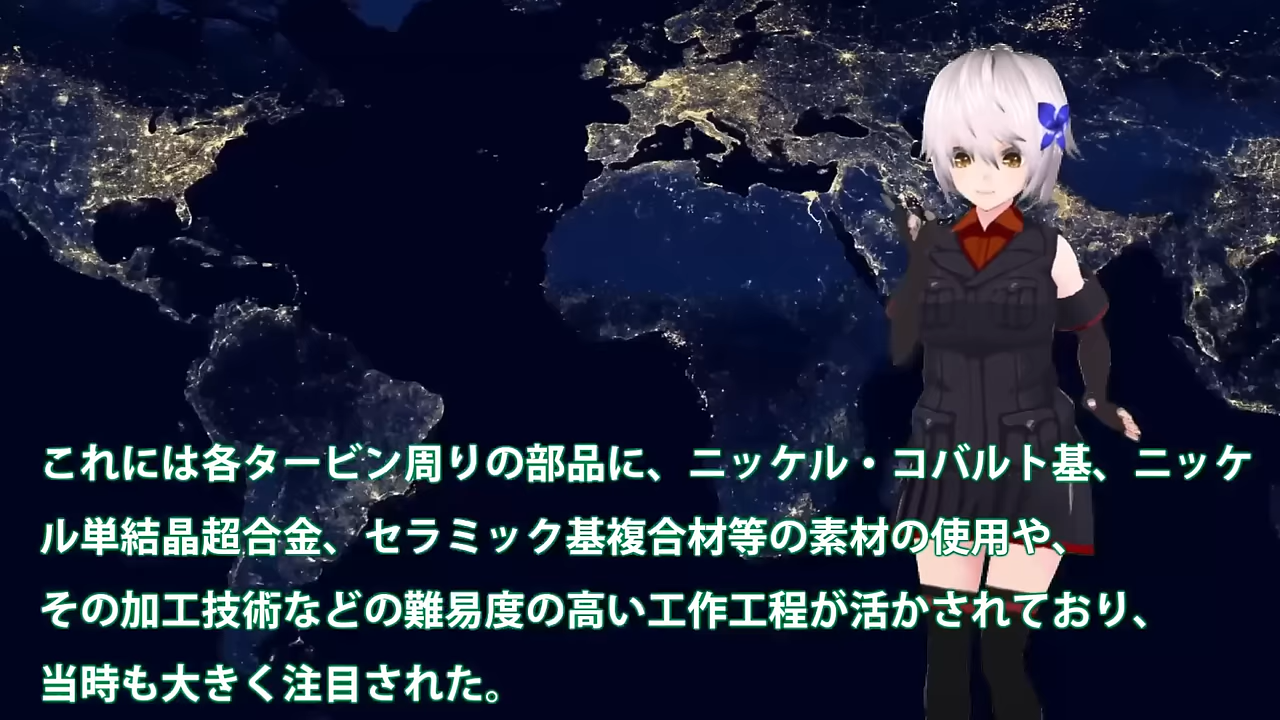 これには各タービン周りの部品に、ニッケル・コバルト基、ニッケ
ル単結晶超合金、セラミック基複合材等の素材の使用や、
その加工技術などの難易度の高い工作工程が活かされており、
当時も大きく注目された。